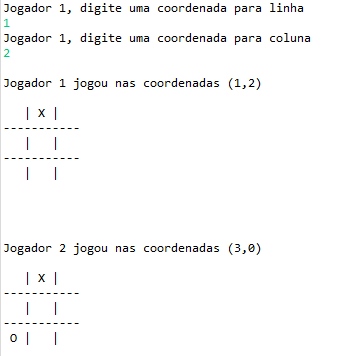 Jogador 1, digite uma coordenada para linha
1
Jogador 1, digite uma coordenada para coluna
2
Jogador 1 jogou nas coordenadas (1,2)
   | X |
-----------
   |   |
-----------
   |   |
Jogador 2 jogou nas coordenadas (3,0)
   | X |
-----------
   |   |
-----------
 O |   |